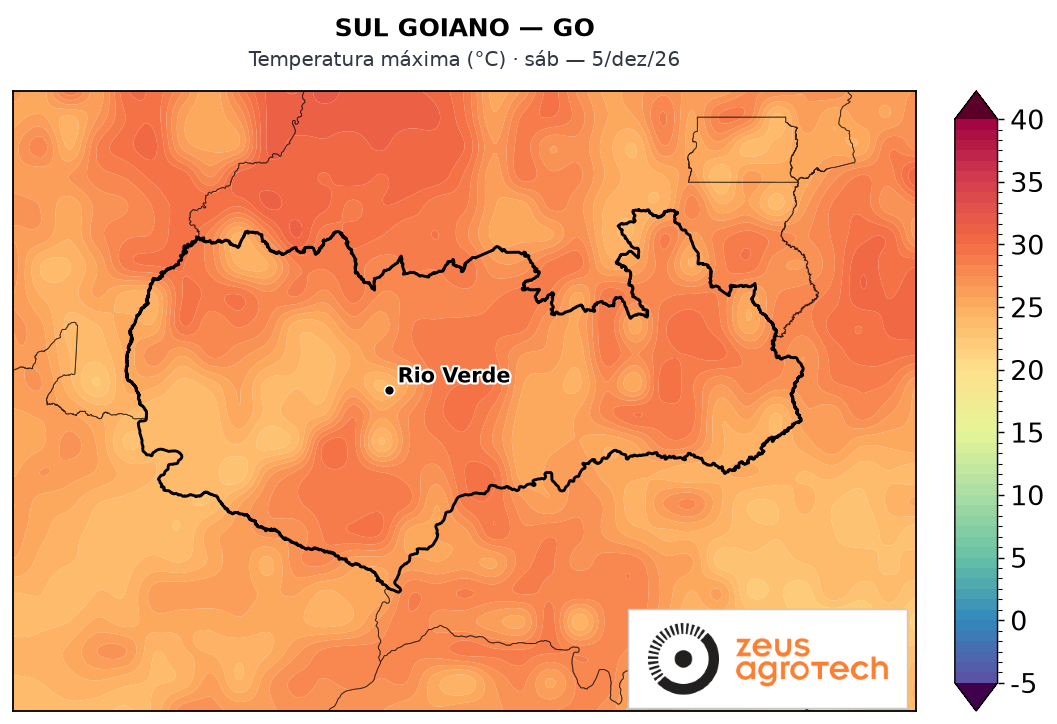 SUL GOIANO — GO
Temperatura máxima (°C) · sáb — 5/dez/26
Rio Verde
40
35
30
25
20
15
10
5
0
-5
zeus
agrotech